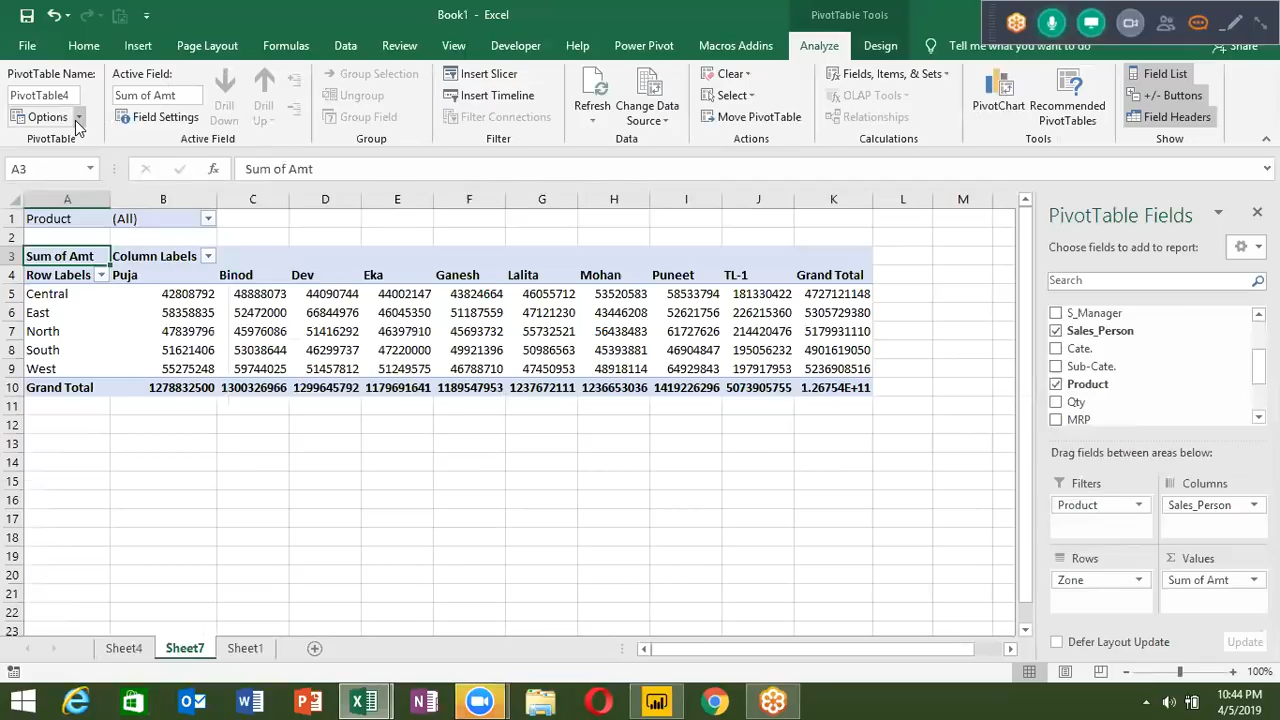 Book1 - Excel
PivotTable Tools
File Home Insert Page Layout Formulas Data Review View Developer Help Power Pivot Macros Addins Analyze Design Tell me what you want to do Share
PivotTable Name: Active Field: Group Selection Insert Slicer Clear Fields, Items, & Sets Field List
PivotTable4 Sum of Amt Drill Down Drill Up Ungroup Insert Timeline Refresh Change Data Source Select OLAP Tools PivotChart Recommended PivotTables +/- Buttons
Options Field Settings Group Field Filter Connections Move PivotTable Relationships Field Headers
PivotTable Active Field Group Filter Data Actions Calculations Tools Show
A3 fx Sum of Amt
A B C D E F G H I J K L M
1 Product (All)
2
3 Sum of Amt Column Labels
4 Row Labels Puja Binod Dev Eka Ganesh Lalita Mohan Puneet TL-1 Grand Total
5 Central 42808792 48888073 44090744 44002147 43824664 46055712 53520583 58533794 181330422 4727121148
6 East 58358835 52472000 66844976 46045350 51187559 47121230 43446208 52621756 226215360 5305729380
7 North 47839796 45976086 51416292 46397910 45693732 55732521 56438483 61727626 214420476 5179931110
8 South 51621406 53038644 46299737 47220000 49921396 50986563 45393881 46904847 195056232 4901619050
9 West 55275248 59744025 51457812 51249575 46788710 47450953 48918114 64929843 197917953 5236908516
10 Grand Total 1278832500 1300326966 1299645792 1179691641 1189547953 1237672111 1236653036 1419226296 5073905755 1.26754E+11
11
12
13
14
15
16
17
18
19
20
21
22
23
PivotTable Fields
Choose fields to add to report:
Search
S_Manager
Sales_Person
Cate.
Sub-Cate.
Product
Qty
MRP
Drag fields between areas below:
Filters Columns
Product Sales_Person
Rows Σ Values
Zone Sum of Amt
Defer Layout Update Update
Sheet4 Sheet7 Sheet1
100%
10:44 PM
4/5/2019